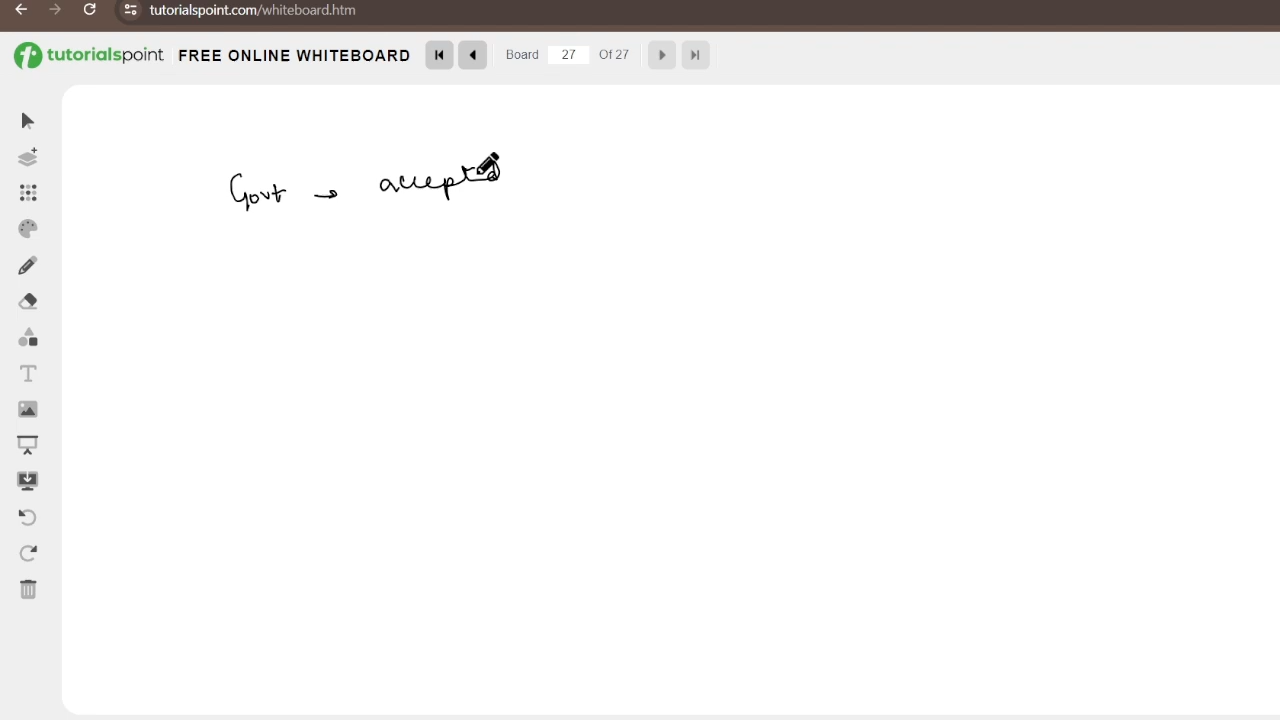 tutorialspoint.com/whiteboard.htm
tutorialspoint FREE ONLINE WHITEBOARD Board 27 Of 27
Govt → accept